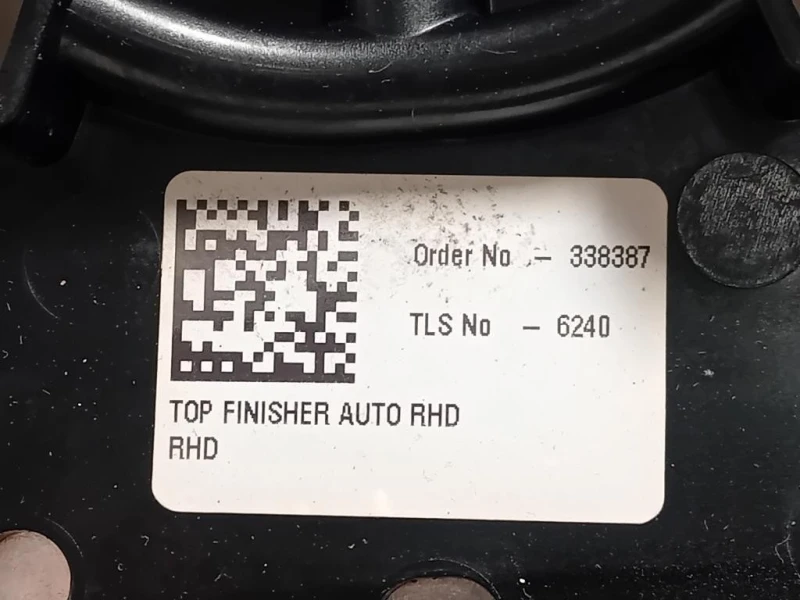 Order No - 338387
TLS No - 6240
TOP FINISHER AUTO RHD
RHD